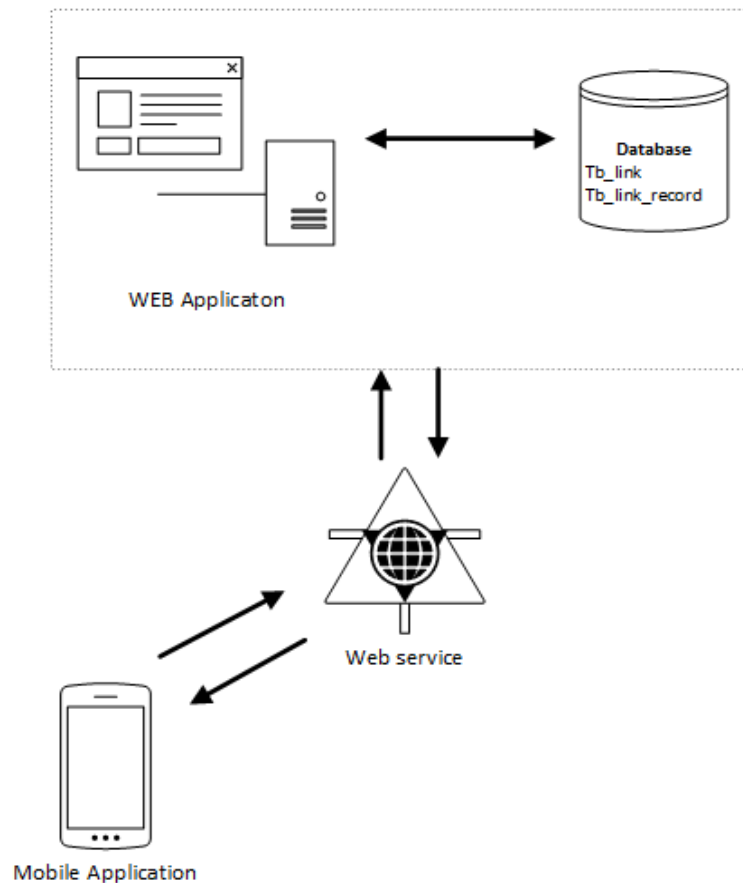 Database
Tb_link
Tb_link_record
WEB Applicaton
Web service
Mobile Application